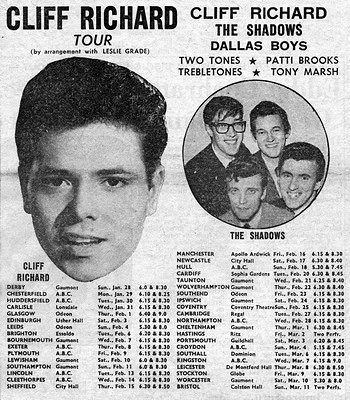 CLIFF RICHARD
TOUR
(by arrangement with LESLIE GRADE)
CLIFF RICHARD
THE SHADOWS
DALLAS BOYS
TWO TONES ★ PATTI BROOKS
TREBLETONES ★ TONY MARSH
THE SHADOWS
CLIFF
RICHARD
DERBY Gaumont Sun., Jan. 28 6.0 & 8.30
CHESTERFIELD A.B.C. Mon., Jan. 29 6.10 & 8.25
HUDDERSFIELD A.B.C. Tues., Jan. 30 6.15 & 8.30
CARLISLE Lonsdale Wed., Jan. 31 6.15 & 8.30
GLASGOW Odeon Thur., Feb. 1 6.40 & 9.0
EDINBURGH Usher Hall Sat., Feb. 3 6.15 & 8.30
LEEDS Odeon Sun., Feb. 4 5.30 & 8.0
BRIGHTON Essoldo Tues., Feb. 6 6.30 & 8.30
BOURNEMOUTH Gaumont Wed., Feb. 7 6.15 & 8.30
EXETER A.B.C. Thur., Feb. 8 6.15 & 8.30
PLYMOUTH A.B.C. Fri., Feb. 9 6.15 & 8.30
LEWISHAM Gaumont Sat., Feb. 10 6.0 & 8.30
SOUTHAMPTON Gaumont Sun., Feb. 11 6.0 & 8.30
LINCOLN A.B.C. Tues., Feb. 13 6.15 & 8.30
CLEETHORPES A.B.C. Wed., Feb. 14 6.15 & 8.30
SHEFFIELD City Hall Thur., Feb. 15 6.30 & 8.50
MANCHESTER Apollo Ardwick Fri., Feb. 16 6.15 & 8.30
NEWCASTLE City Hall Sat., Feb. 17 6.30 & 8.40
HULL A.B.C. Sun., Feb. 18 5.30 & 7.45
CARDIFF Sophia Gardens Tues., Feb. 20 6.30 & 8.45
TAUNTON Gaumont Wed., Feb. 21 6.25 & 8.40
WOLVERHAMPTON Gaumont Thur., Feb. 22 6.30 & 8.40
SOUTHEND Odeon Fri., Feb. 23 6.15 & 8.50
IPSWICH Gaumont Sat., Feb. 24 6.15 & 8.30
COVENTRY Coventry Theatre Sun., Feb. 25 6.0 & 8.30
CAMBRIDGE Regal Tues., Feb. 27 6.15 & 8.30
NORTHAMPTON A.B.C. Wed., Feb. 28 6.15 & 8.30
CHELTENHAM Gaumont Thur., Mar. 1 6.30 & 8.45
HASTINGS Ritz Fri., Mar. 2 Two Perfs.
PORTSMOUTH Guildhall Sat., Mar. 3 6.20 & 8.45
CROYDON A.B.C. Sun., Mar. 4 5.15 & 7.45
SOUTHALL Dominion Tues., Mar. 6 6.15 & 8.30
KINGSTON A.B.C. Wed., Mar. 7 6.15 & 9.0
LEICESTER De Montford Hall Thur., Mar. 8 6.15 & 8.30
STOCKTON Globe Fri., Mar. 9 6.15 & 8.30
WORCESTER Gaumont Sat., Mar. 10 5.50 & 8.0
BRISTOL Colston Hall Sun., Mar. 11 Two Perfs.